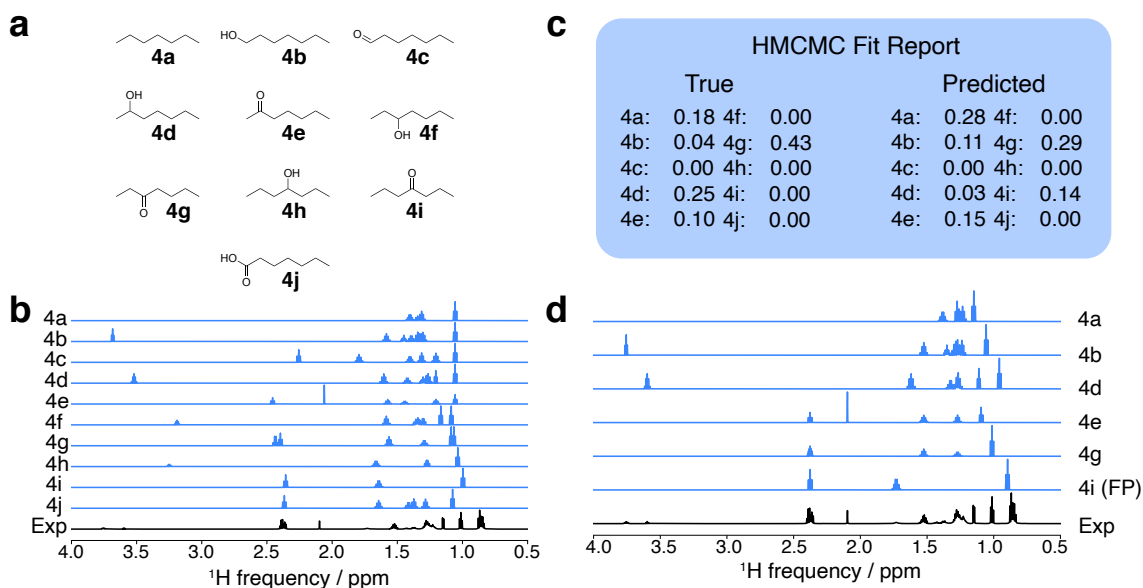 a
HO
O
4a
4b
4c
OH
O
OH
4d
4e
4f
O
OH
O
4g
4h
4i
HO
O
4j
b
4a
4b
4c
4d
4e
4f
4g
4h
4i
4j
Exp
4.0 3.5 3.0 2.5 2.0 1.5 1.0 0.5
¹H frequency / ppm
c
HMCMC Fit Report
True Predicted
4a: 0.18 4f: 0.00 4a: 0.28 4f: 0.00
4b: 0.04 4g: 0.43 4b: 0.11 4g: 0.29
4c: 0.00 4h: 0.00 4c: 0.00 4h: 0.00
4d: 0.25 4i: 0.00 4d: 0.03 4i: 0.14
4e: 0.10 4j: 0.00 4e: 0.15 4j: 0.00
d
4a
4b
4d
4e
4g
4i (FP)
Exp
4.0 3.5 3.0 2.5 2.0 1.5 1.0 0.5
¹H frequency / ppm